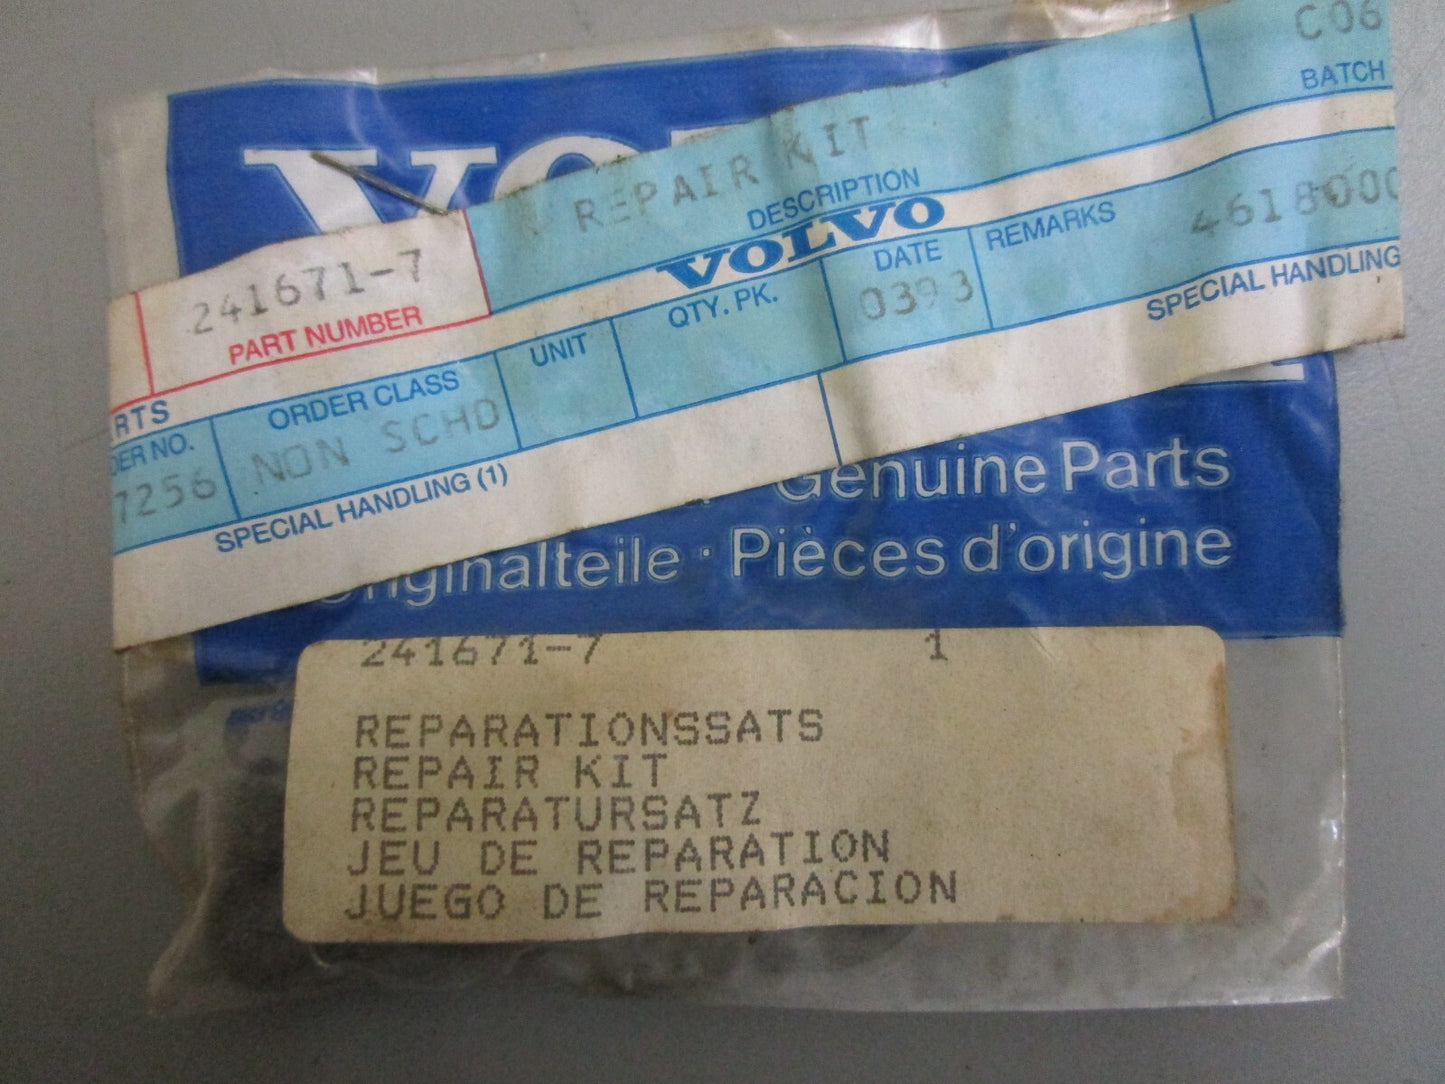 C06
BATCH
REPAIR KIT
DESCRIPTION
VOLVO
241671-7
PART NUMBER
QTY. PK.
DATE
0393
REMARKS
4618000
SPECIAL HANDLING
UNIT
ORDER CLASS
NON SCHD
7256
SPECIAL HANDLING (1)
Genuine Parts
Originalteile · Pièces d'origine
241671-7 1
REPARATIONSSATS
REPAIR KIT
REPARATURSATZ
JEU DE REPARATION
JUEGO DE REPARACION